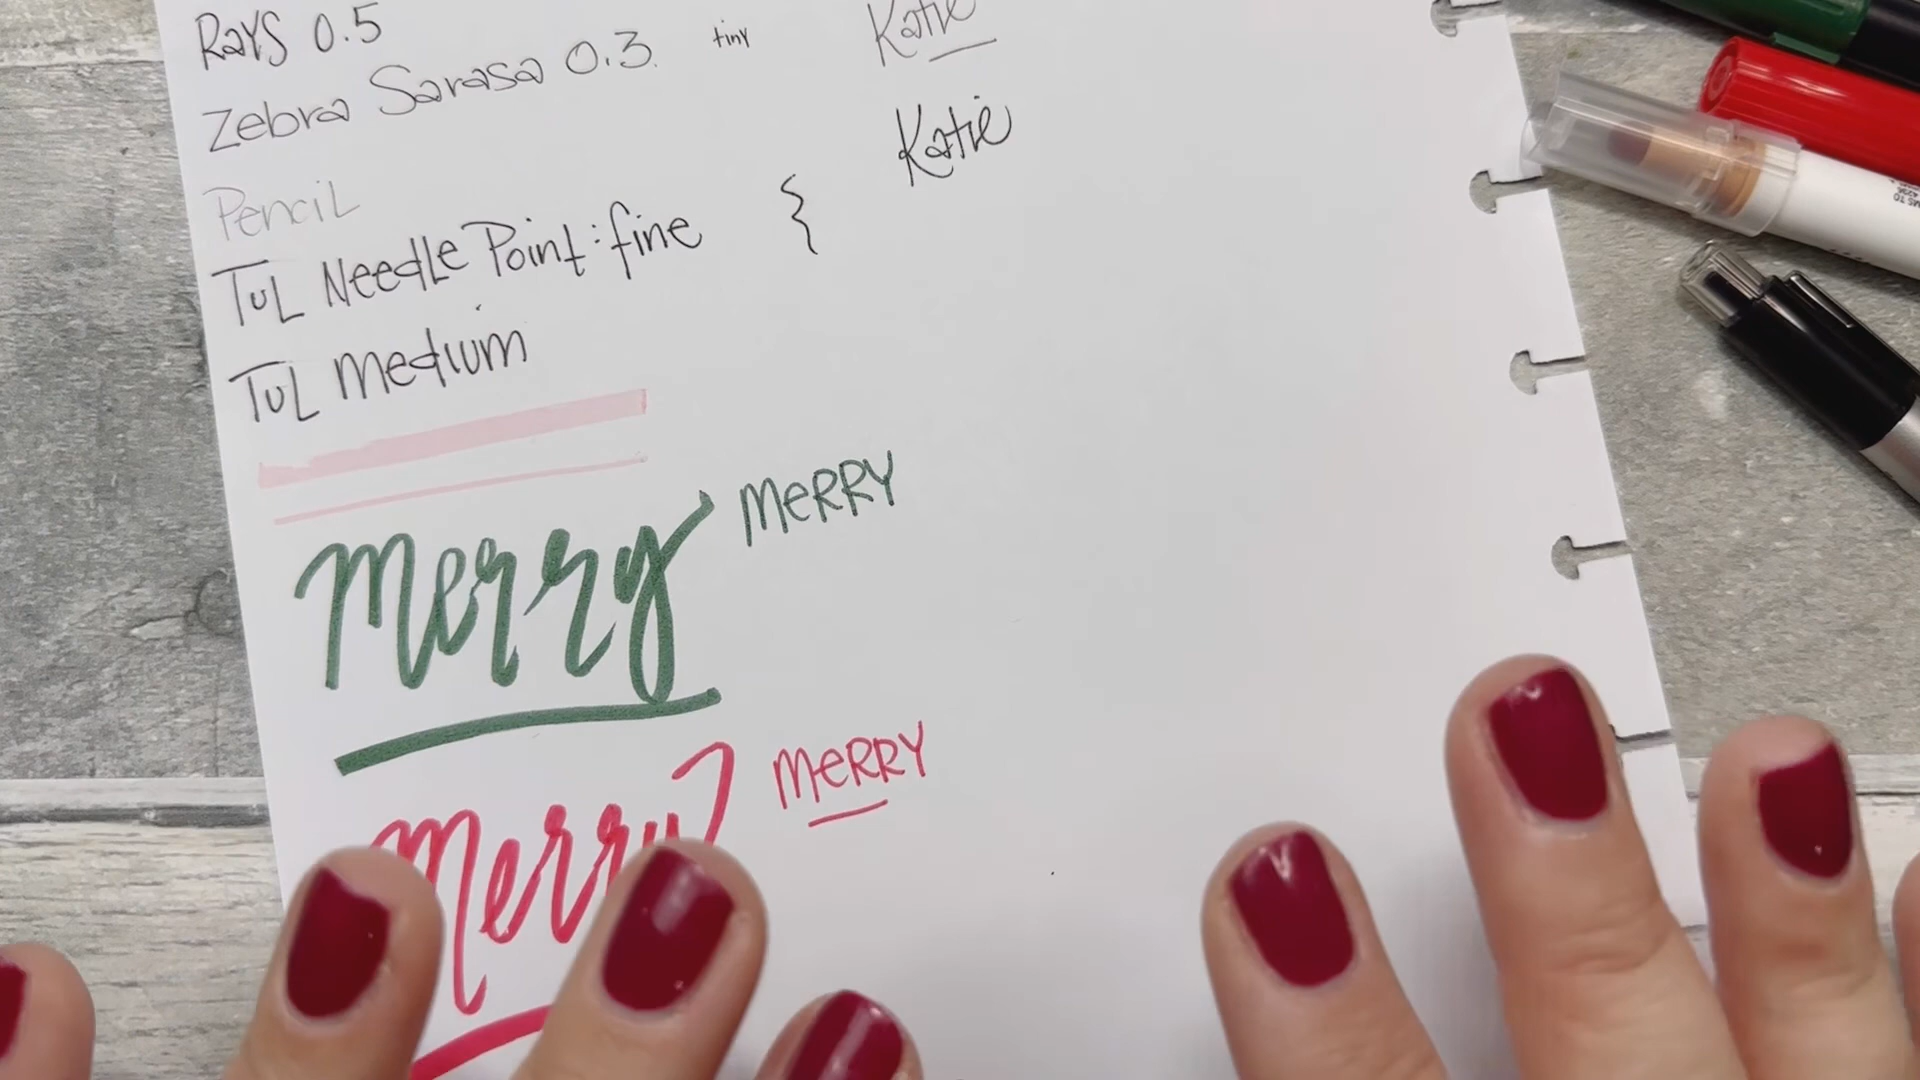 RAYS 0.5
Zebra Sarasa 0.3. tiny
Katie
Katie
Pencil
TUL Needle Point: fine
TUL medium
merry MERRY
merry MERRY